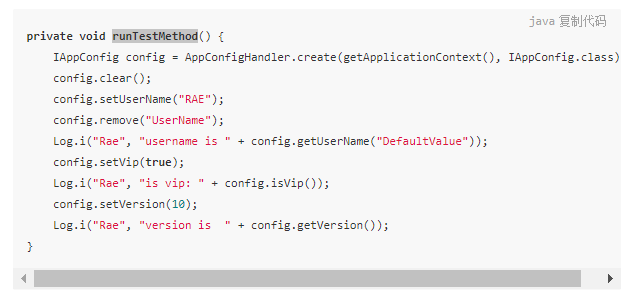 java 复制代码
private void runTestMethod() {
    IAppConfig config = AppConfigHandler.create(getApplicationContext(), IAppConfig.class)
    config.clear();
    config.setUserName("RAE");
    config.remove("UserName");
    Log.i("Rae", "username is " + config.getUserName("DefaultValue"));
    config.setVip(true);
    Log.i("Rae", "is vip: " + config.isVip());
    config.setVersion(10);
    Log.i("Rae", "version is  " + config.getVersion());
}